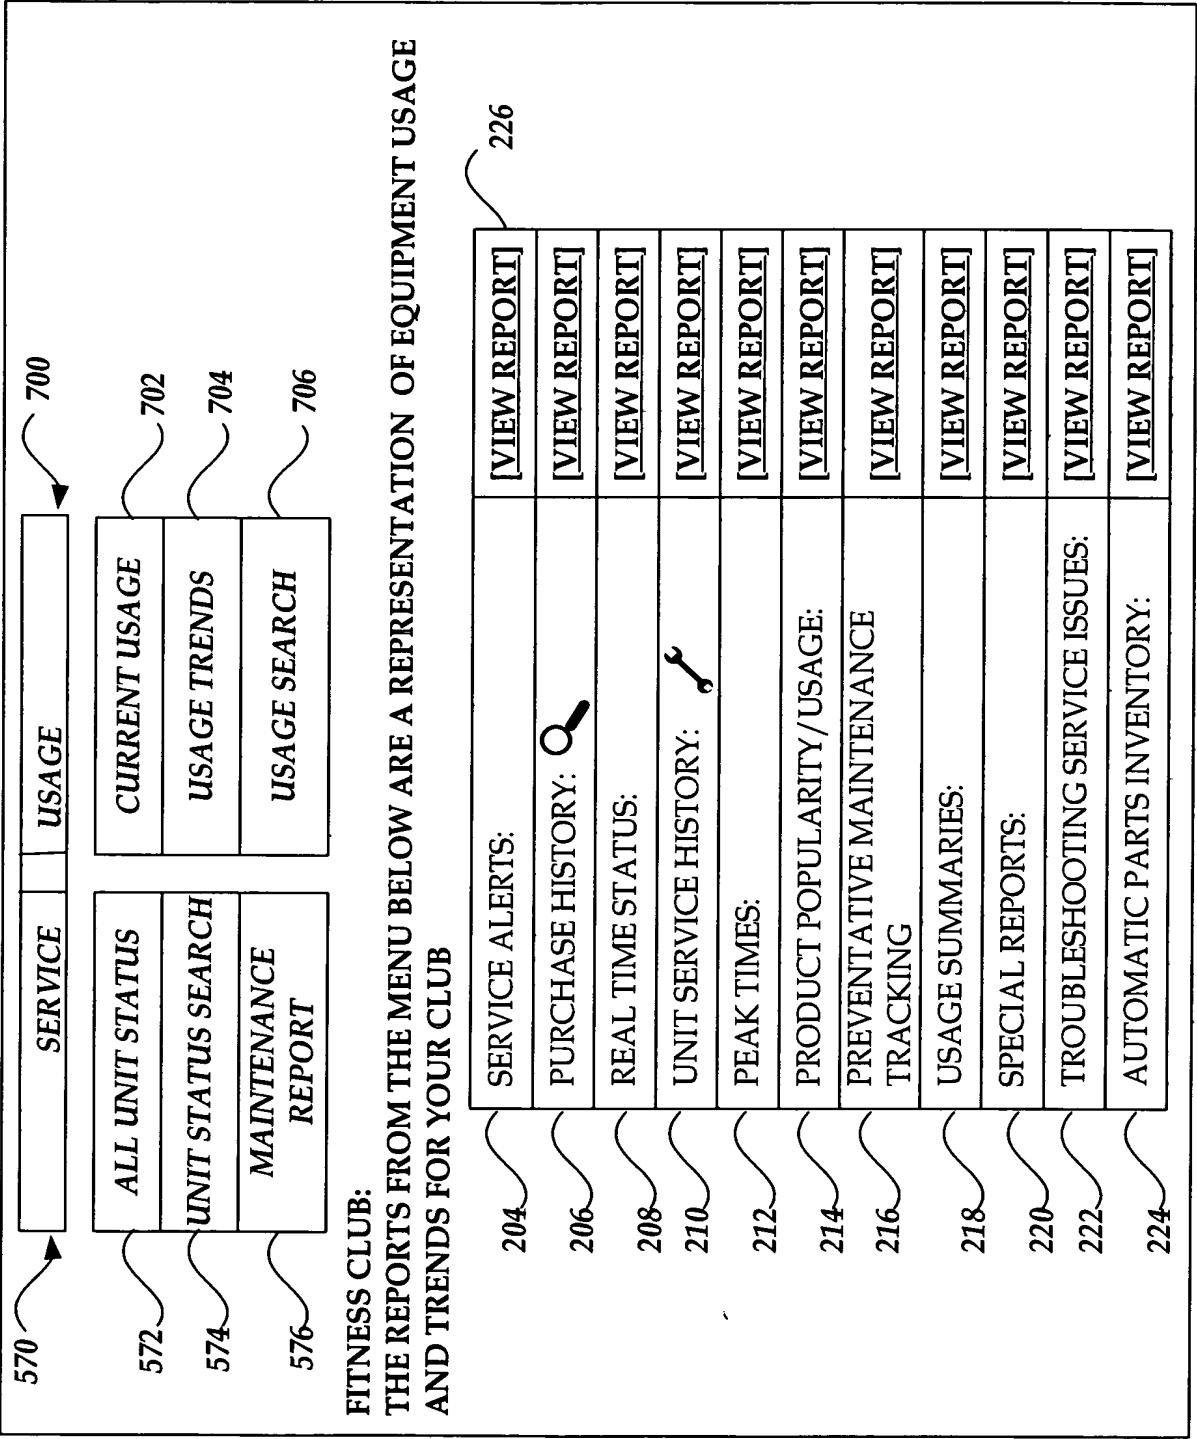 570
SERVICE
USAGE
700
572
ALL UNIT STATUS
CURRENT USAGE
702
574
UNIT STATUS SEARCH
USAGE TRENDS
704
576
MAINTENANCE
REPORT
USAGE SEARCH
706
FITNESS CLUB:
THE REPORTS FROM THE MENU BELOW ARE A REPRESENTATION OF EQUIPMENT USAGE
AND TRENDS FOR YOUR CLUB
226
204
SERVICE ALERTS:
[VIEW REPORT]
206
PURCHASE HISTORY:
[VIEW REPORT]
208
REAL TIME STATUS:
[VIEW REPORT]
210
UNIT SERVICE HISTORY:
[VIEW REPORT]
212
PEAK TIMES:
[VIEW REPORT]
214
PRODUCT POPULARITY/USAGE:
[VIEW REPORT]
216
PREVENTATIVE MAINTENANCE
TRACKING
[VIEW REPORT]
218
USAGE SUMMARIES:
[VIEW REPORT]
220
SPECIAL REPORTS:
[VIEW REPORT]
222
TROUBLESHOOTING SERVICE ISSUES:
[VIEW REPORT]
224
AUTOMATIC PARTS INVENTORY:
[VIEW REPORT]